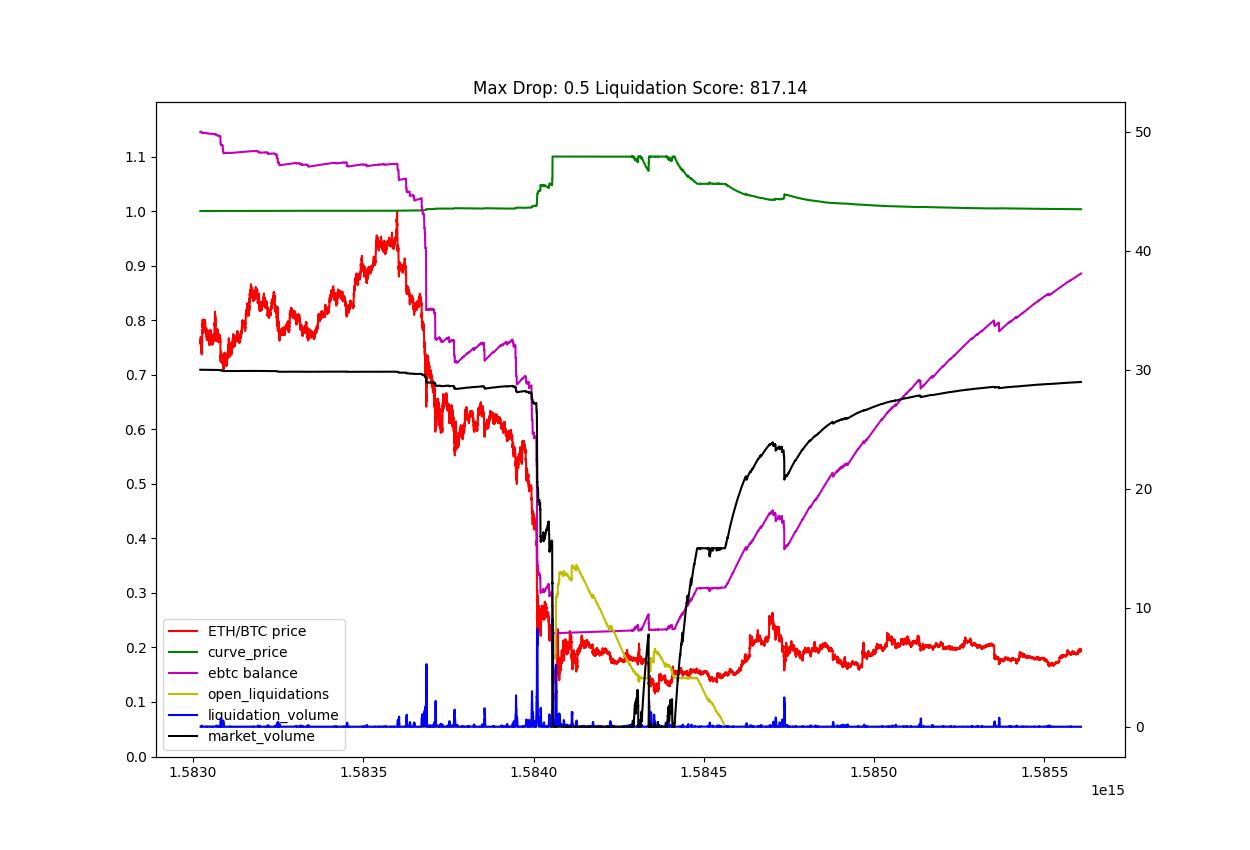 Max Drop: 0.5 Liquidation Score: 817.14
1.1
1.0
0.9
0.8
0.7
0.6
0.5
0.4
0.3
0.2
0.1
0.0
50
40
30
20
10
0
ETH/BTC price
curve_price
ebtc balance
open_liquidations
liquidation_volume
market_volume
1.5830 1.5835 1.5840 1.5845 1.5850 1.5855
1e15